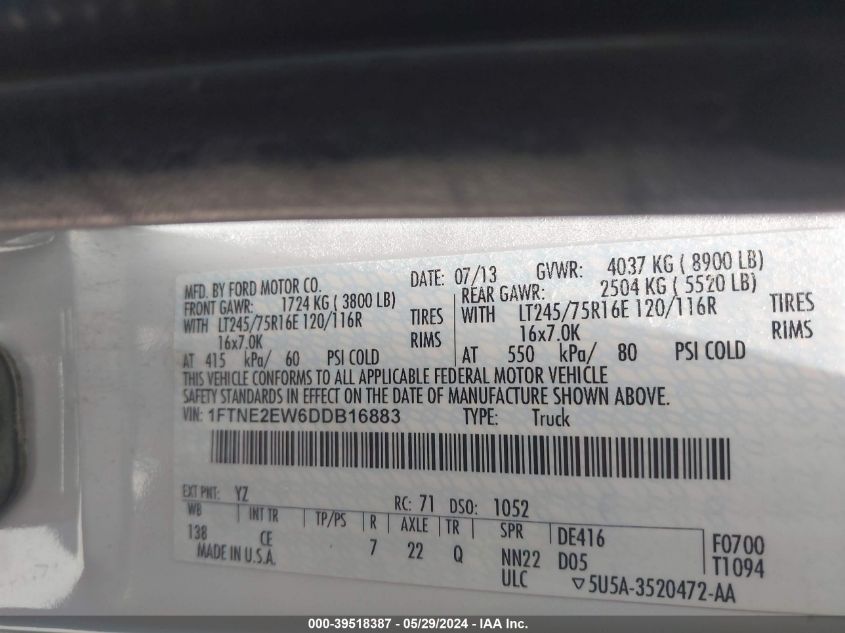 MFD. BY FORD MOTOR CO. DATE: 07/13 GVWR: 4037 KG ( 8900 LB)
FRONT GAWR: 1724 KG ( 3800 LB) REAR GAWR: 2504 KG ( 5520 LB)
WITH LT245/75R16E 120/116R TIRES WITH LT245/75R16E 120/116R TIRES
16x7.0K RIMS 16x7.0K RIMS
AT 415 kPa/ 60 PSI COLD AT 550 kPa/ 80 PSI COLD
THIS VEHICLE CONFORMS TO ALL APPLICABLE FEDERAL MOTOR VEHICLE
SAFETY STANDARDS IN EFFECT ON THE DATE OF MANUFACTURE SHOWN ABOVE.
VIN: 1FTNE2EW6DDB16883 TYPE: Truck
EXT PNT: YZ RC: 71 DSO: 1052
WB INT TR TP/PS R AXLE TR SPR DE416 F0700
138 CE 7 22 Q NN22 D05 T1094
MADE IN U.S.A. ULC ▽5U5A-3520472-AA
000-39518387 - 05/29/2024 - IAA Inc.